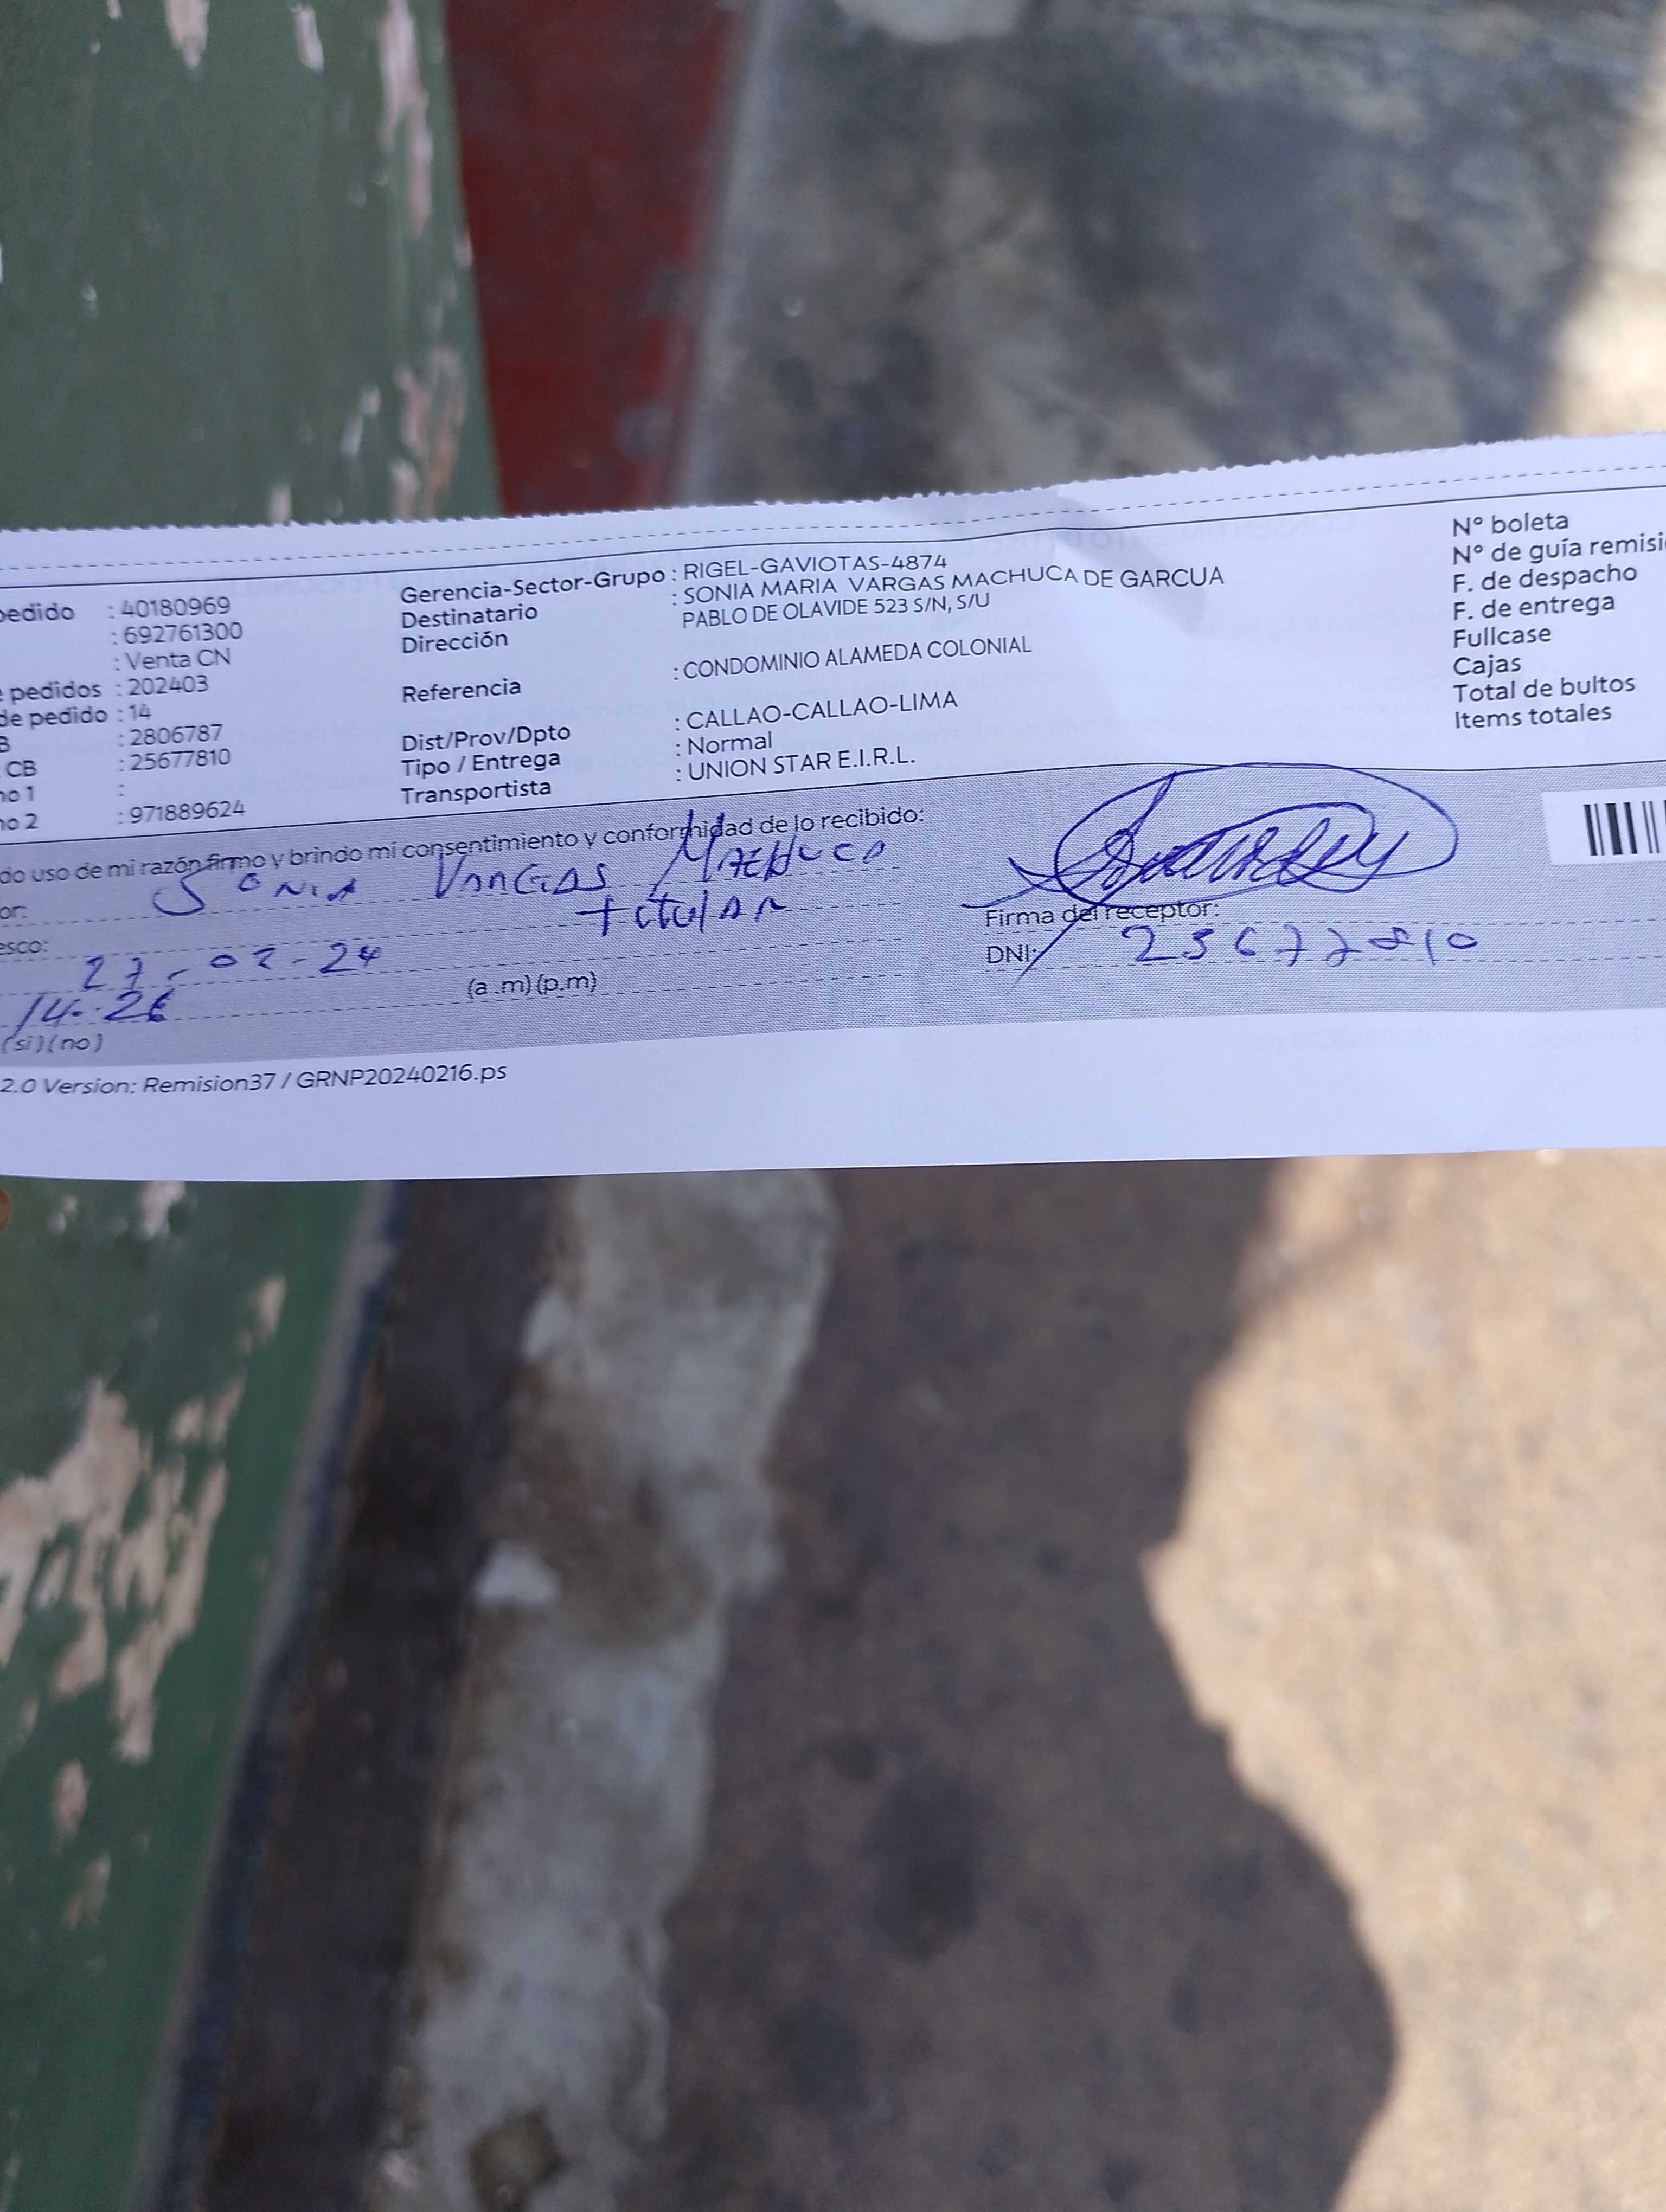 pedido : 40180969
: 692761300
: Venta CN
pedidos : 202403
de pedido : 14
B : 2806787
CB : 25677810
no 1 :
no 2 : 971889624
Gerencia-Sector-Grupo : RIGEL-GAVIOTAS-4874
Destinatario : SONIA MARIA VARGAS MACHUCA DE GARCUA
Dirección PABLO DE OLAVIDE 523 S/N, S/U
Referencia : CONDOMINIO ALAMEDA COLONIAL
Dist/Prov/Dpto : CALLAO-CALLAO-LIMA
Tipo / Entrega : Normal
Transportista : UNION STAR E.I.R.L.
N° boleta
N° de guía remisi
F. de despacho
F. de entrega
Fullcase
Cajas
Total de bultos
Items totales
do uso de mi razón firmo y brindo mi consentimiento y conformidad de lo recibido:
or: SONIA VARGAS MACHUCA
esco: titular
27-02-24
14:26 (a .m) (p.m)
(si) (no)
Firma del receptor:
DNI: 25677810
2.0 Version: Remision37 / GRNP20240216.ps